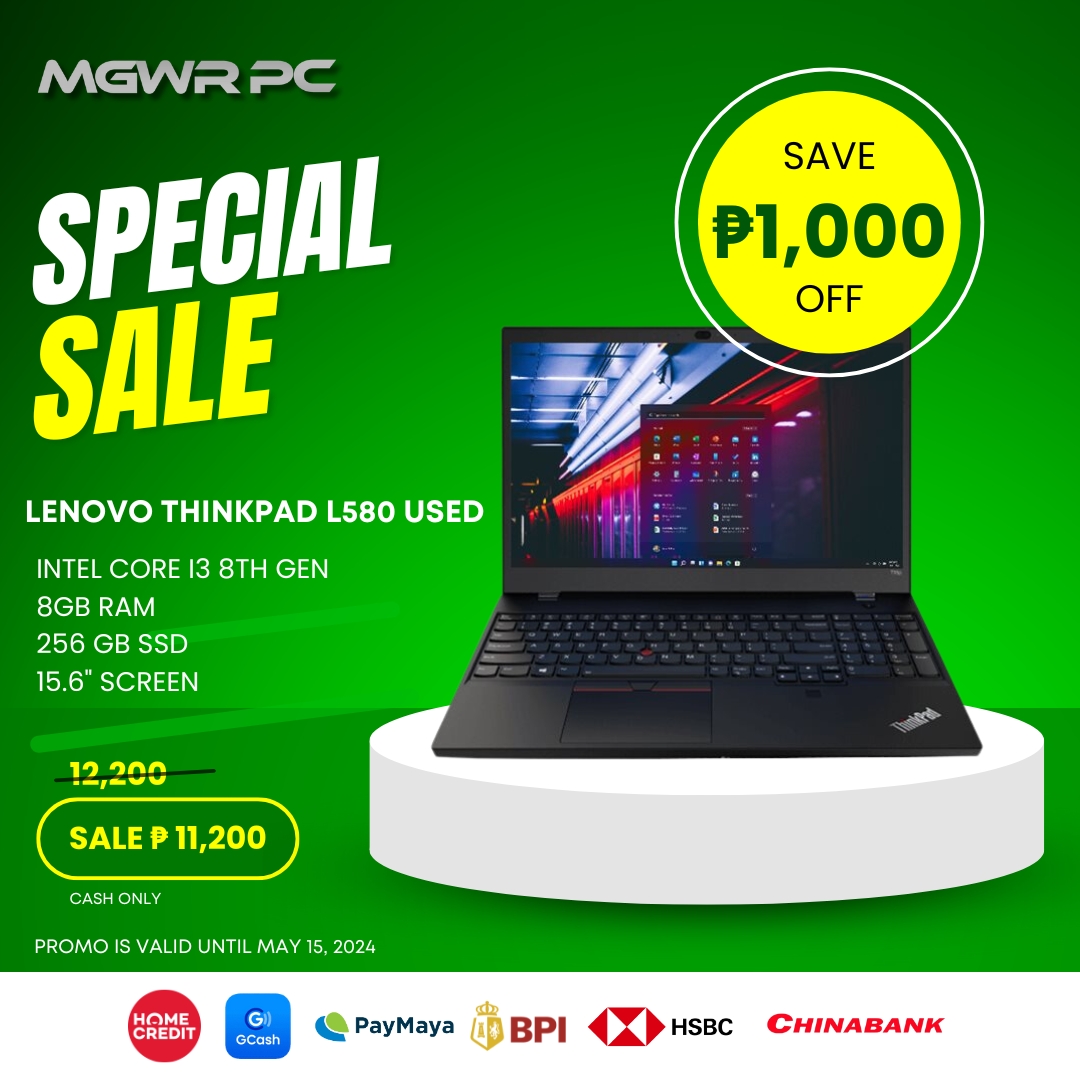 MGWR PC
SPECIAL
SALE
SAVE
₱1,000
OFF
LENOVO THINKPAD L580 USED
INTEL CORE I3 8TH GEN
8GB RAM
256 GB SSD
15.6" SCREEN
ThinkPad
12,200
SALE ₱ 11,200
CASH ONLY
PROMO IS VALID UNTIL MAY 15, 2024
HOME
CREDIT
G
GCash
PayMaya
BPI
HSBC
CHINABANK